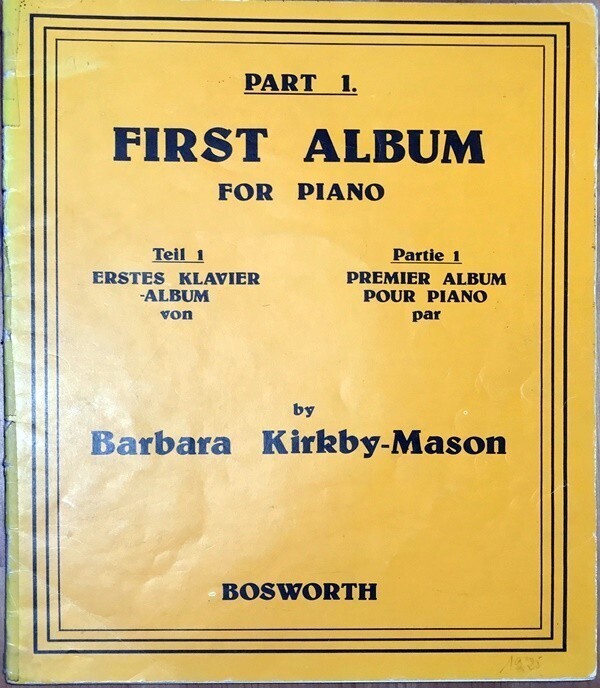 PART 1.
FIRST ALBUM
FOR PIANO
Teil 1
ERSTES KLAVIER
-ALBUM
von
Partie 1
PREMIER ALBUM
POUR PIANO
par
by
Barbara Kirkby-Mason
BOSWORTH